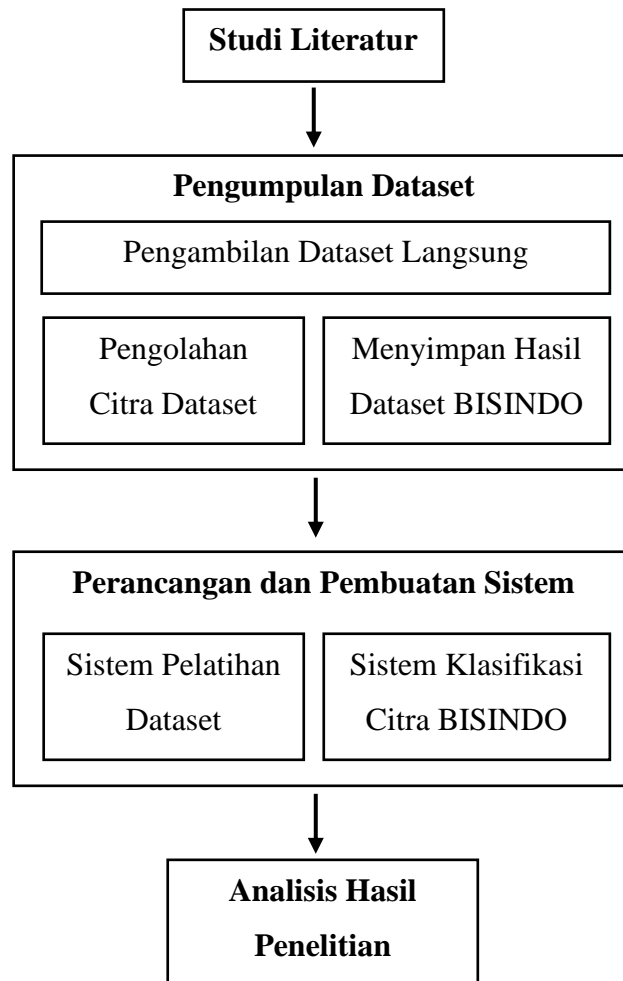 Studi Literatur
Pengumpulan Dataset
Pengambilan Dataset Langsung
Pengolahan
Citra Dataset
Menyimpan Hasil
Dataset BISINDO
Perancangan dan Pembuatan Sistem
Sistem Pelatihan
Dataset
Sistem Klasifikasi
Citra BISINDO
Analisis Hasil
Penelitian